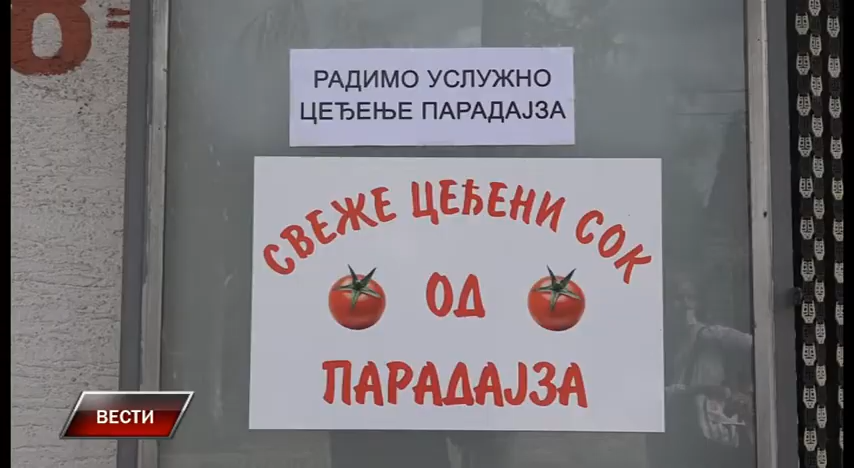 РАДИМО УСЛУЖНО
ЦЕЂЕЊЕ ПАРАДАЈЗА
СВЕЖЕ ЦЕЂЕНИ СОК
ОД
ПАРАДАЈЗА
ВЕСТИ